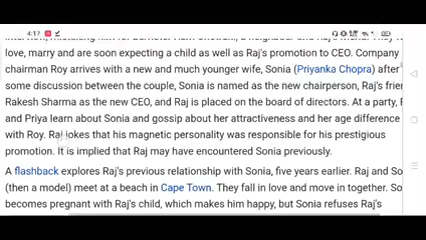 4:17
love, marry and are soon expecting a child as well as Raj's promotion to CEO. Company
chairman Roy arrives with a new and much younger wife, Sonia (Priyanka Chopra) after
some discussion between the couple, Sonia is named as the new chairperson, Raj's frie
Rakesh Sharma as the new CEO, and Raj is placed on the board of directors. At a party, F
and Priya learn about Sonia and gossip about her attractiveness and her age difference
with Roy. Raj jokes that his magnetic personality was responsible for his prestigious
promotion. It is implied that Raj may have encountered Sonia previously.
A flashback explores Raj's previous relationship with Sonia, five years earlier. Raj and So
(then a model) meet at a beach in Cape Town. They fall in love and move in together. So
becomes pregnant with Raj's child, which makes him happy, but Sonia refuses Raj's